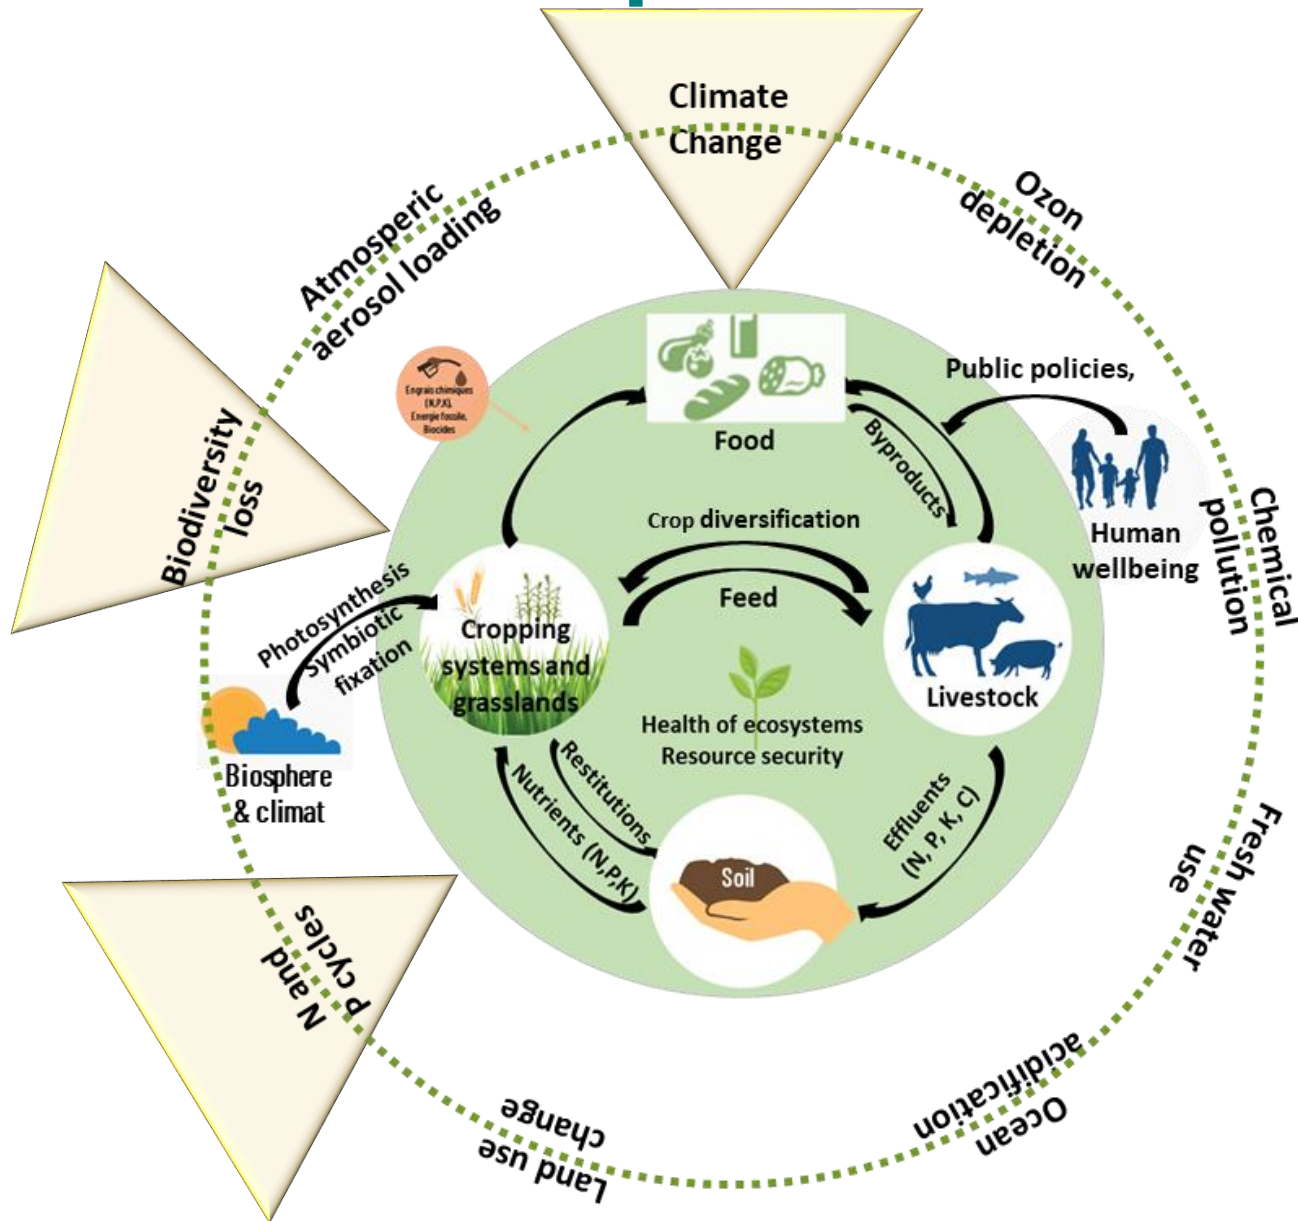 Climate
Change
Ozon
depletion
Atmosperic
aerosol loading
Public policies,
Engrais chimiques
(N,P,K),
Energie fossile,
Biocides
Food
Byproducts
Biodiversity
loss
Crop diversification
Human
wellbeing
Chemical
pollution
Feed
Photosynthesis
Symbiotic
fixation
Cropping
systems and
grasslands
Livestock
Health of ecosystems
Resource security
Biosphere
& climat
Restitutions
Nutrients (N,P,K)
Effluents
(N, P, K, C)
Soil
Fresh water
use
N and
P cycles
Ocean
acidification
Land use
change